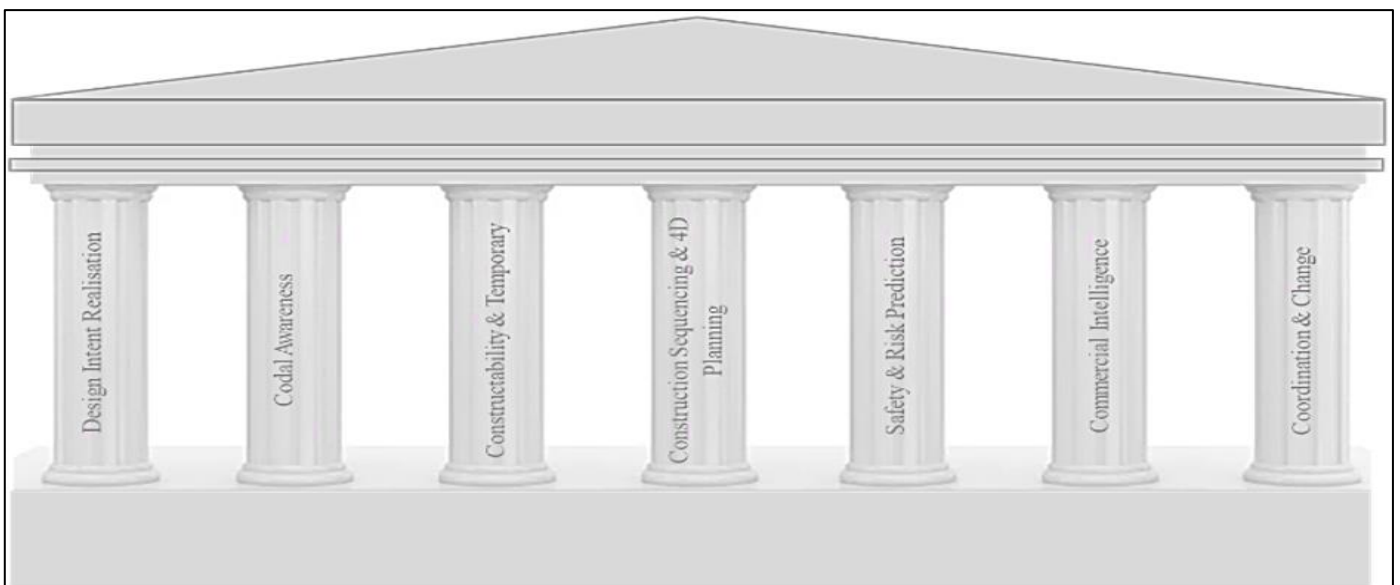 Design Intent Realisation
Codal Awareness
Constructability & Temporary
Construction Sequencing & 4D
Planning
Safety & Risk Prediction
Commercial Intelligence
Coordination & Change